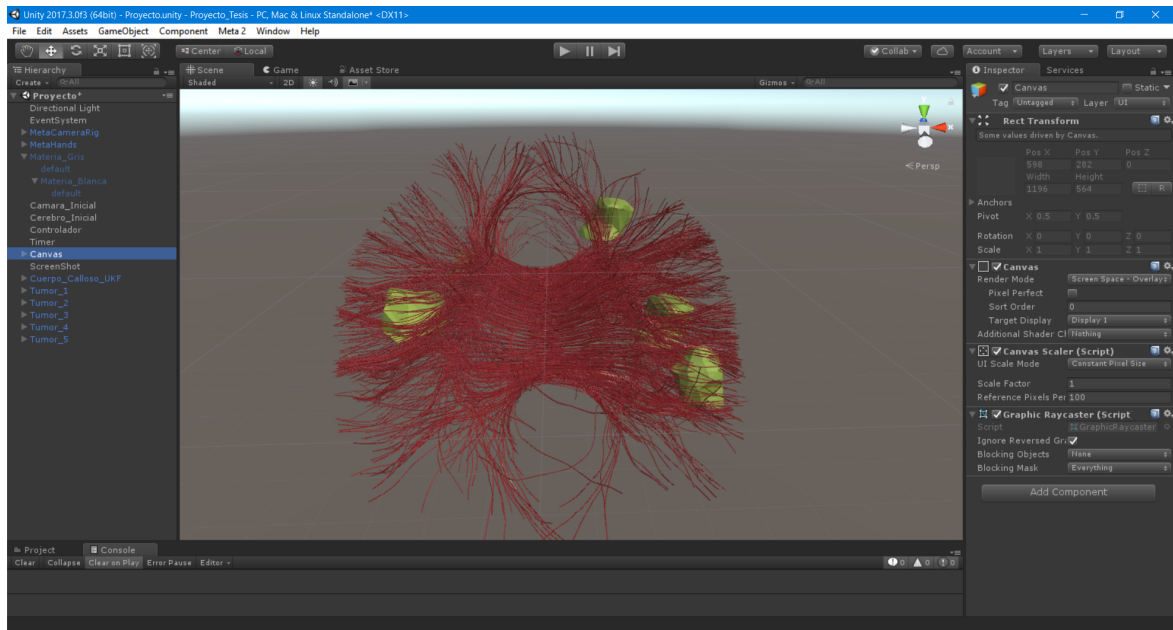 Unity 2017.3.0f3 (64bit) - Proyecto.unity - Proyecto_Tesis - PC, Mac & Linux Standalone* <DX11>
File Edit Assets GameObject Component Meta 2 Window Help
Center Local Collab Account Layers Layout
Hierarchy
Create All
Proyecto*
Directional Light
EventSystem
MetaCameraRig
MetaHands
Materia_Gris
default
Materia_Blanca
default
Camara_Inicial
Cerebro_Inicial
Controlador
Timer
Canvas
ScreenShot
Cuerpo_Calloso_UKF
Tumor_1
Tumor_2
Tumor_3
Tumor_4
Tumor_5
Scene Game Asset Store
Shaded 2D Gizmos All
x
Persp
Inspector Services
Canvas Static
Tag Untagged Layer UI
Rect Transform
Some values driven by Canvas.
Pos X Pos Y Pos Z
598 282 0
Width Height
1196 564 R
Anchors
Pivot X 0.5 Y 0.5
Rotation X 0 Y 0 Z 0
Scale X 1 Y 1 Z 1
Canvas
Render Mode Screen Space - Overlay
Pixel Perfect
Sort Order 0
Target Display Display 1
Additional Shader Cl Nothing
Canvas Scaler (Script)
UI Scale Mode Constant Pixel Size
Scale Factor 1
Reference Pixels Per 100
Graphic Raycaster (Script
Script GraphicRaycaster
Ignore Reversed Gra
Blocking Objects None
Blocking Mask Everything
Add Component
Project Console
Clear Collapse Clear on Play Error Pause Editor 0 0 0